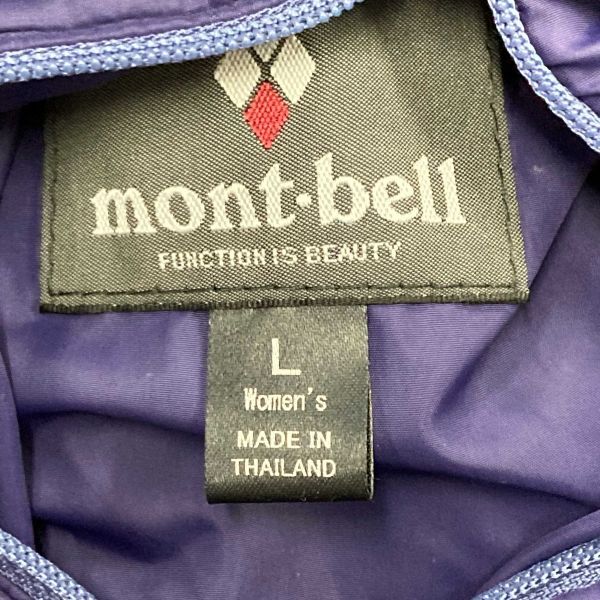 mont·bell
FUNCTION IS BEAUTY
L
Women's
MADE IN
THAILAND